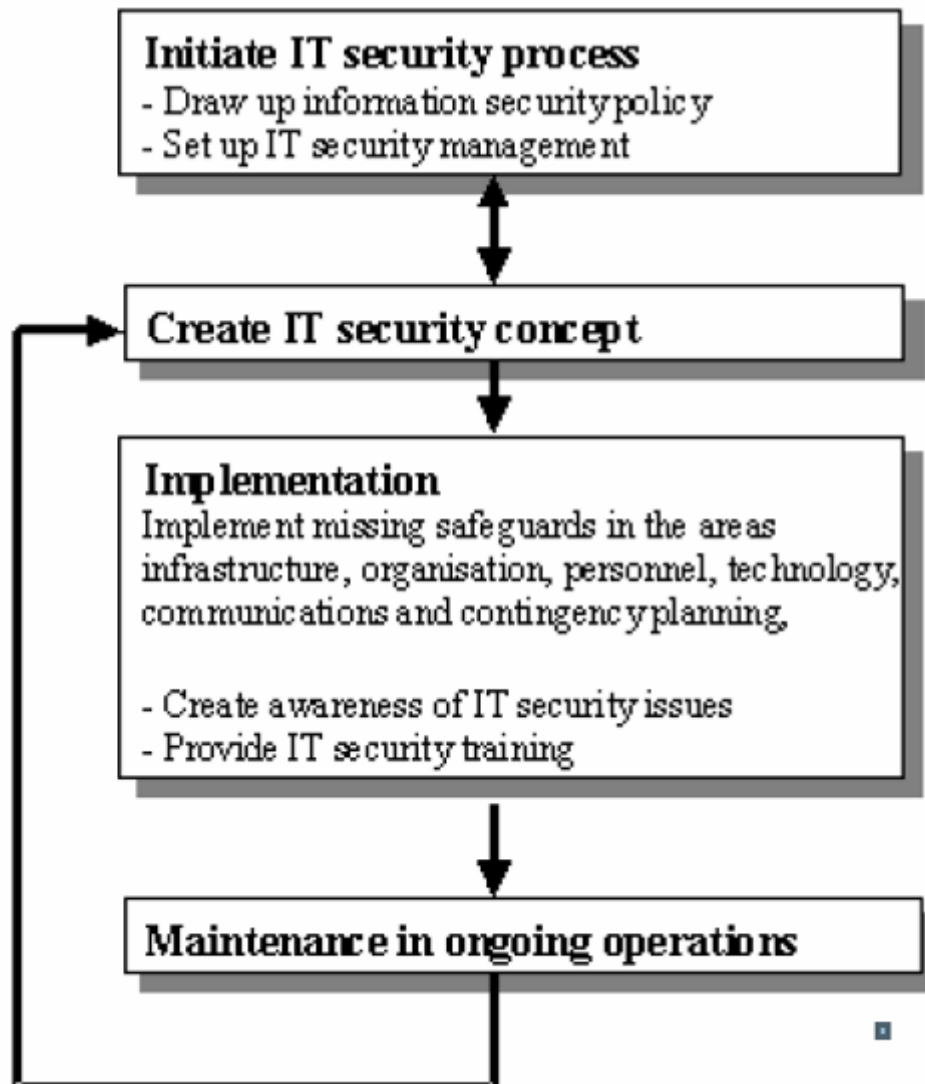 Initiate IT security process
- Draw up information security policy
- Set up IT security management
Create IT security concept
Implementation
Implement missing safeguards in the areas
infrastructure, organisation, personnel, technology,
communications and contingency planning,
- Create awareness of IT security issues
- Provide IT security training
Maintenance in ongoing operations